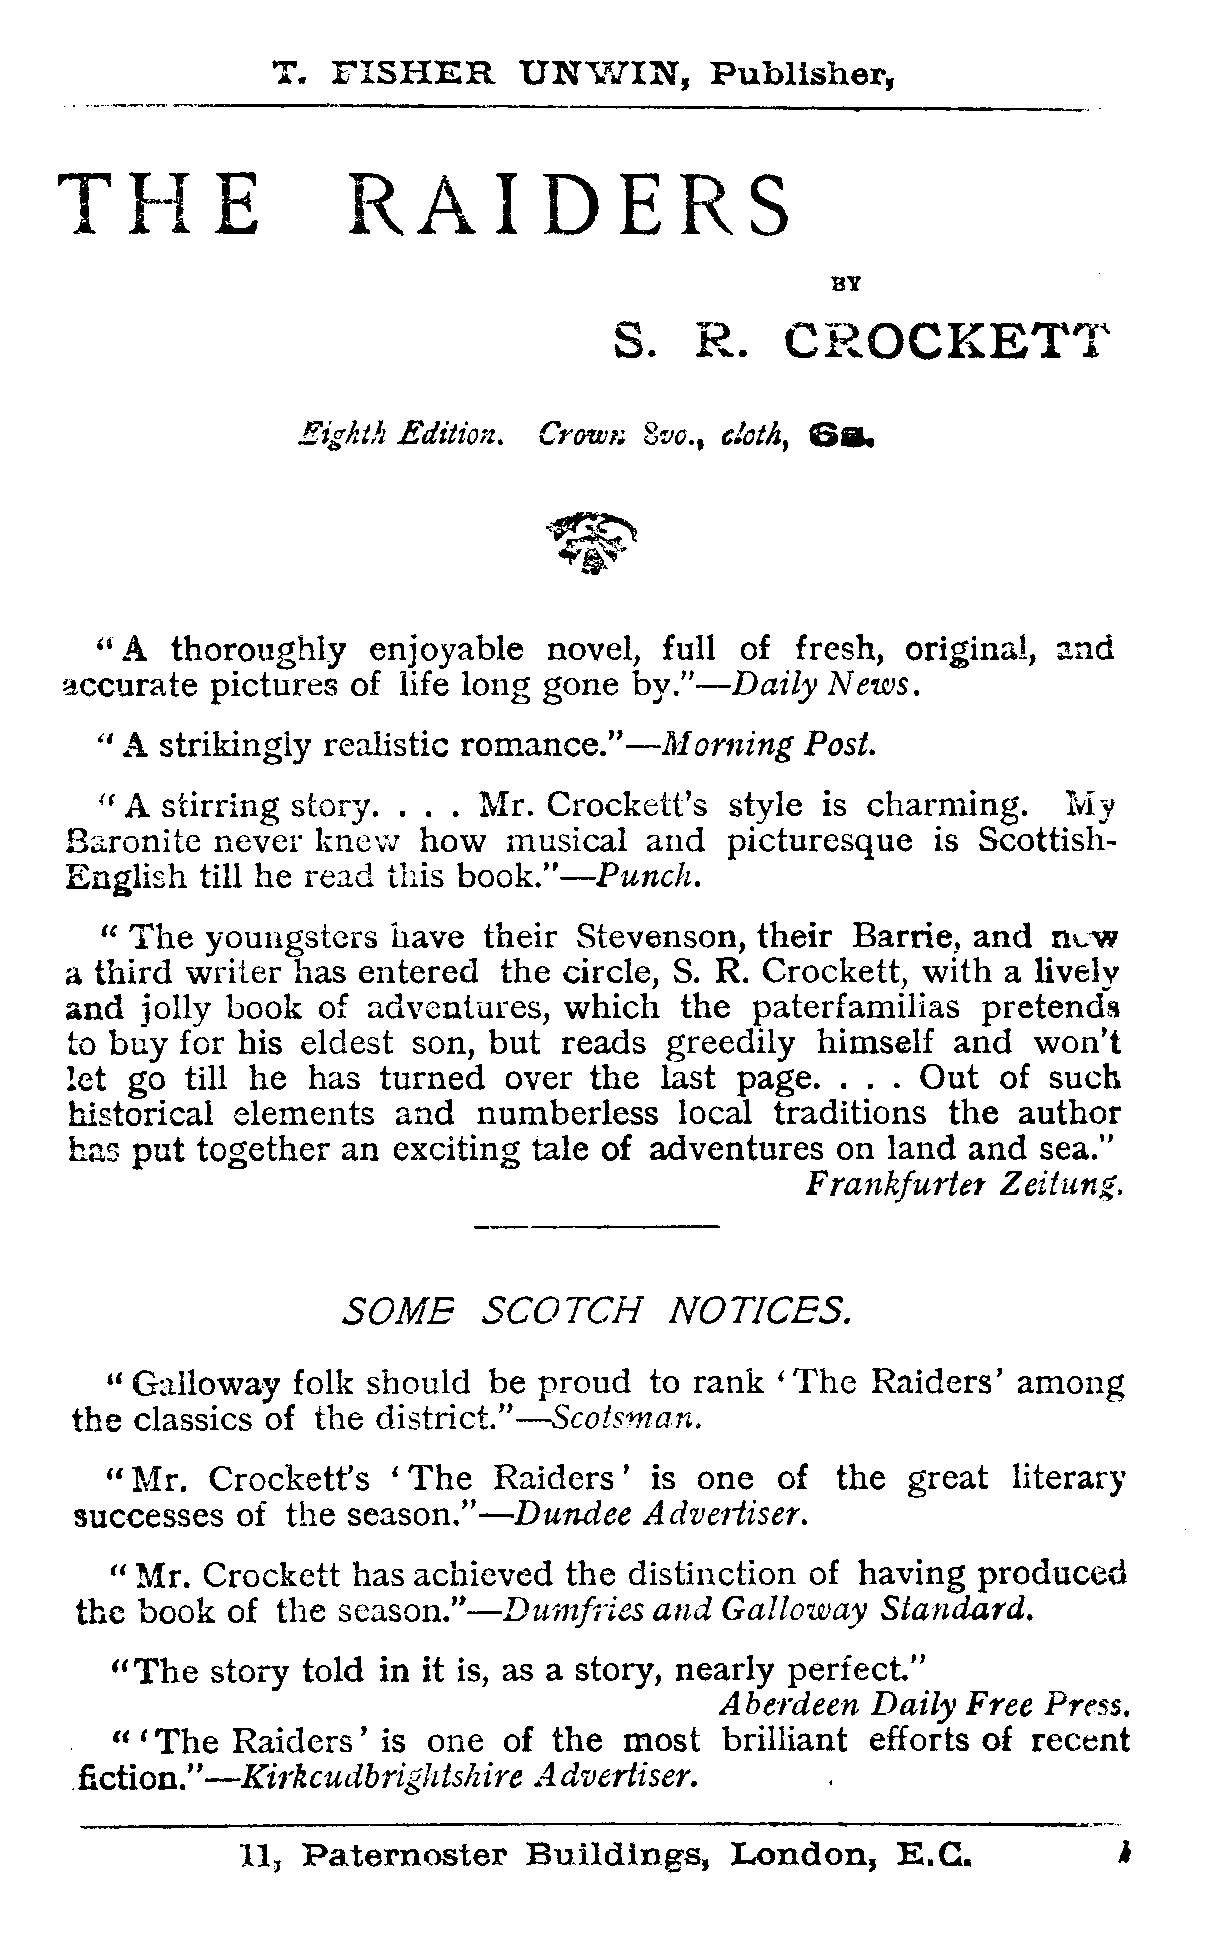 T. FISHER UNWIN, Publisher,
THE RAIDERS
BY
S. R. CROCKETT
Eighth Edition. Crown 8vo., cloth, 6s.
“A thoroughly enjoyable novel, full of fresh, original, and
accurate pictures of life long gone by.”—Daily News.
“A strikingly realistic romance.”—Morning Post.
“A stirring story. . . . Mr. Crockett’s style is charming. My
Baronite never knew how musical and picturesque is Scottish-
English till he read this book.”—Punch.
“The youngsters have their Stevenson, their Barrie, and now
a third writer has entered the circle, S. R. Crockett, with a lively
and jolly book of adventures, which the paterfamilias pretends
to buy for his eldest son, but reads greedily himself and won’t
let go till he has turned over the last page. . . . Out of such
historical elements and numberless local traditions the author
has put together an exciting tale of adventures on land and sea.”
Frankfurter Zeitung.
SOME SCOTCH NOTICES.
“Galloway folk should be proud to rank ‘The Raiders’ among
the classics of the district.”—Scotsman.
“Mr. Crockett’s ‘The Raiders’ is one of the great literary
successes of the season.”—Dundee Advertiser.
“Mr. Crockett has achieved the distinction of having produced
the book of the season.”—Dumfries and Galloway Standard.
“The story told in it is, as a story, nearly perfect.”
Aberdeen Daily Free Press.
“‘The Raiders’ is one of the most brilliant efforts of recent
fiction.”—Kirkcudbrightshire Advertiser.
11, Paternoster Buildings, London, E.C.